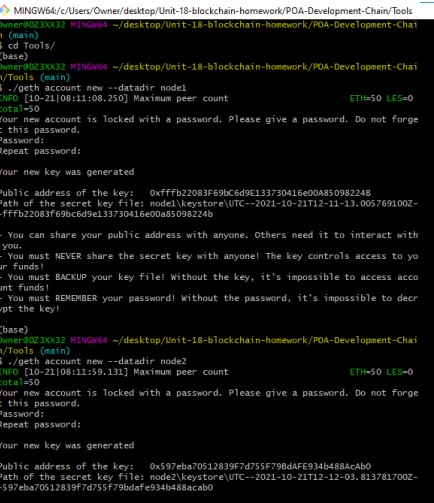 MINGW64:/c/Users/Owner/desktop/Unit-18-blockchain-homework/POA-Development-Chain/Tools
Owner@DZ3XX32 MINGW64 ~/desktop/Unit-18-blockchain-homework/POA-Development-Chai
n (main)
$ cd Tools/
(base)
Owner@DZ3XX32 MINGW64 ~/desktop/Unit-18-blockchain-homework/POA-Development-Chai
n/Tools (main)
$ ./geth account new --datadir node1
INFO [10-21|08:11:08.250] Maximum peer count ETH=50 LES=0
total=50
Your new account is locked with a password. Please give a password. Do not forge
t this password.
Password:
Repeat password:
Your new key was generated
Public address of the key: 0xfffb22083F69bC6d9E133730416e00A85098224B
Path of the secret key file: node1\keystore\UTC--2021-10-21T12-11-13.005769100Z-
-fffb22083f69bc6d9e133730416e00a85098224b
- You can share your public address with anyone. Others need it to interact with
you.
- You must NEVER share the secret key with anyone! The key controls access to yo
ur funds!
- You must BACKUP your key file! Without the key, it's impossible to access acco
unt funds!
- You must REMEMBER your password! Without the password, it's impossible to decr
ypt the key!
(base)
Owner@DZ3XX32 MINGW64 ~/desktop/Unit-18-blockchain-homework/POA-Development-Chai
n/Tools (main)
$ ./geth account new --datadir node2
INFO [10-21|08:11:59.131] Maximum peer count ETH=50 LES=0
total=50
Your new account is locked with a password. Please give a password. Do not forge
t this password.
Password:
Repeat password:
Your new key was generated
Public address of the key: 0x597eba70512839F7d755F79BdAFE934b488AcAb0
Path of the secret key file: node2\keystore\UTC--2021-10-21T12-12-03.813781700Z-
-597eba70512839f7d755f79bdafe934b488acab0